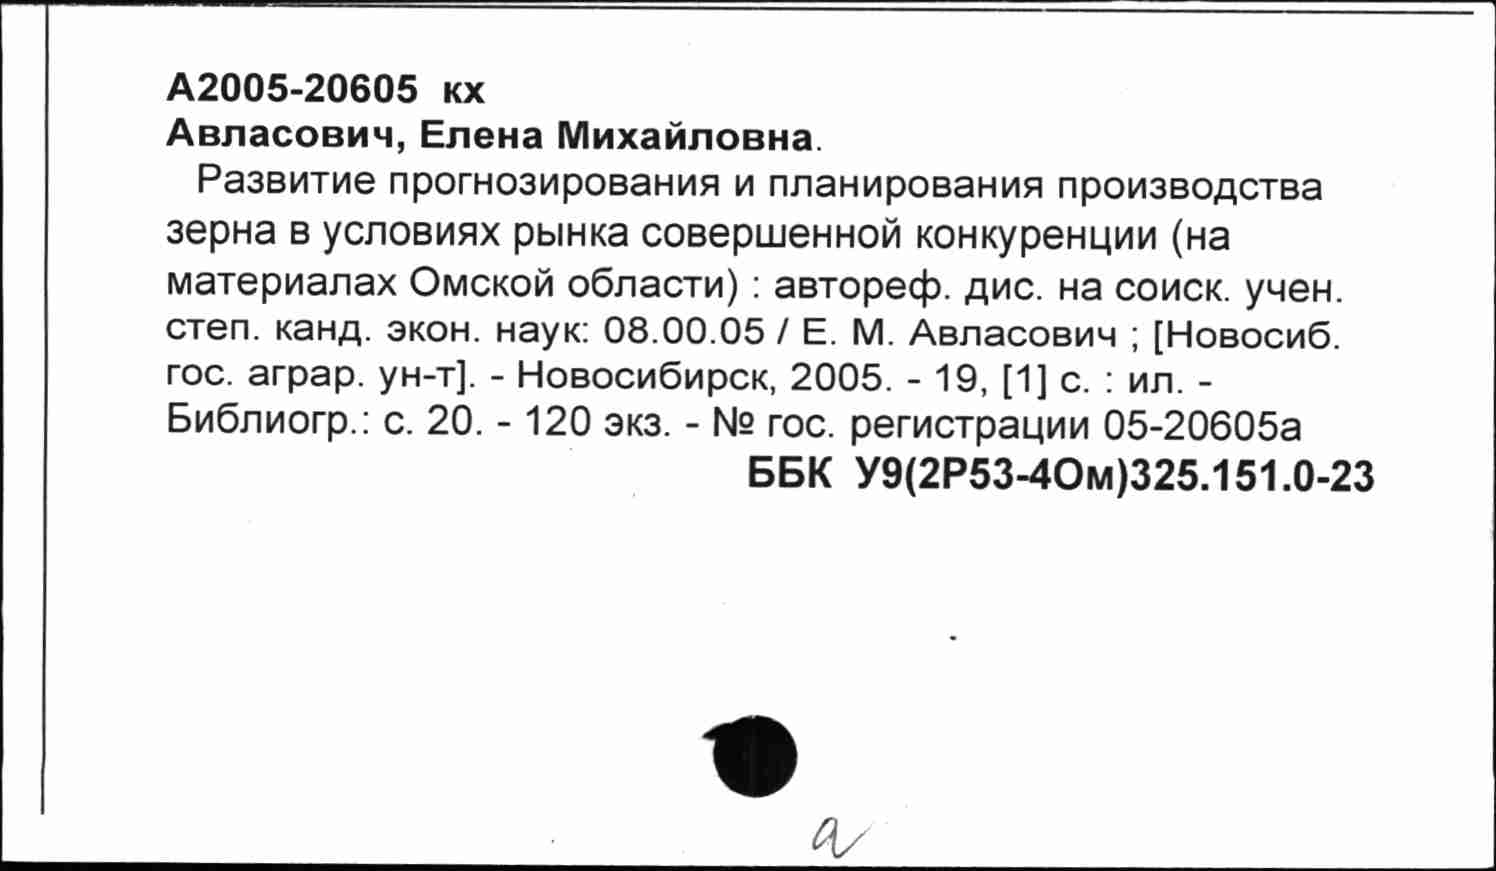 А2005-20605 кх
Авласович, Елена Михайловна.
Развитие прогнозирования и планирования производства
зерна в условиях рынка совершенной конкуренции (на
материалах Омской области) : автореф. дис. на соиск. учен.
степ. канд. экон. наук: 08.00.05 / Е. М. Авласович ; [Новосиб.
гос. аграр. ун-т]. - Новосибирск, 2005. - 19, [1] с. : ил. -
Библиогр.: с. 20. - 120 экз. - № гос. регистрации 05-20605а
ББК У9(2Р53-4Ом)325.151.0-23
а